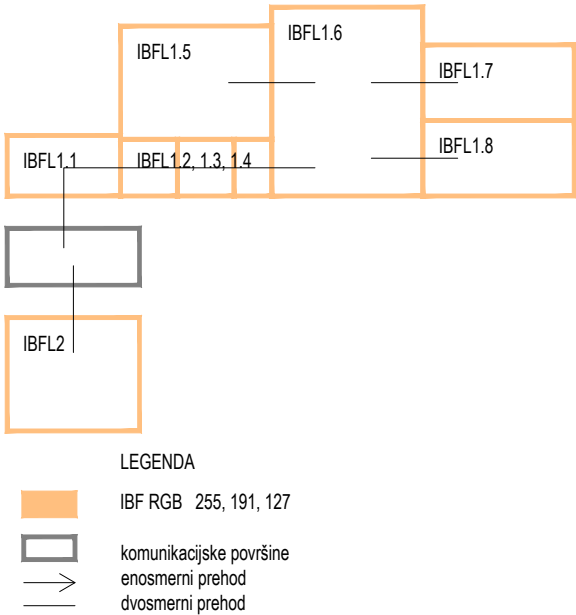 IBFL1.5
IBFL1.6
IBFL1.7
IBFL1.1
IBFL1.2, 1.3, 1.4
IBFL1.8
IBFL2
LEGENDA
IBF RGB 255, 191, 127
komunikacijske površine
enosmerni prehod
dvosmerni prehod